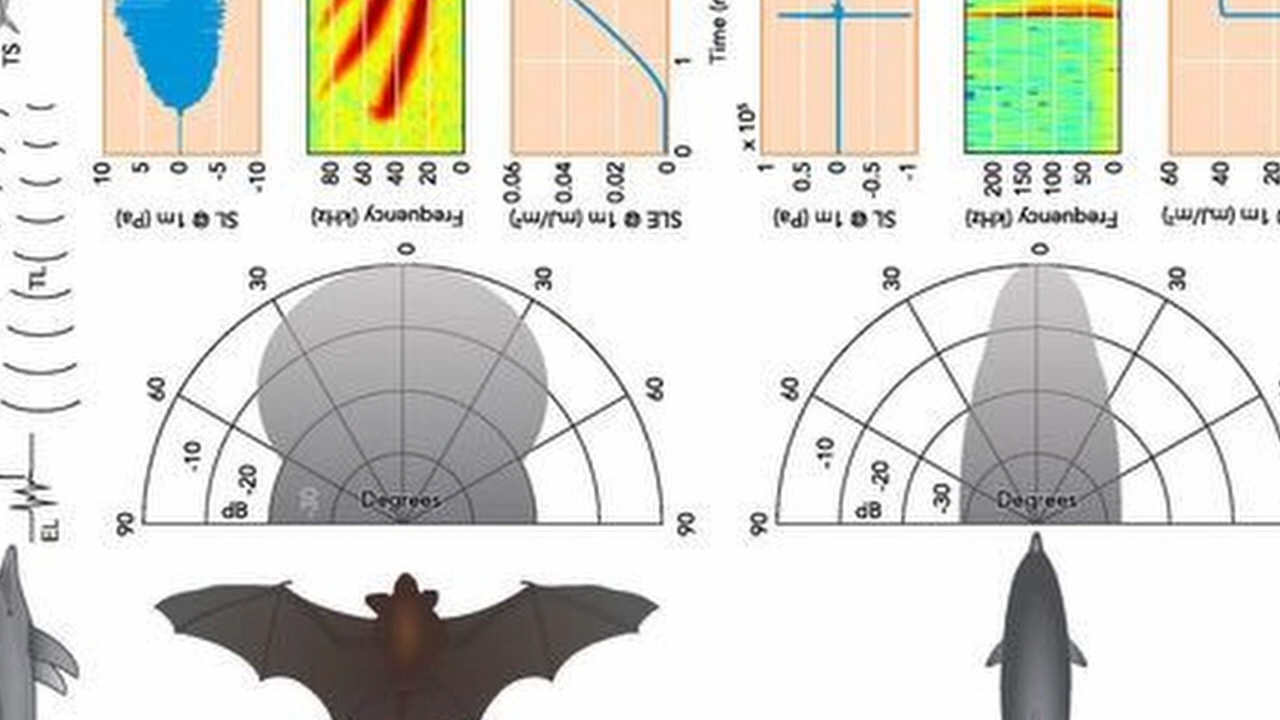 TS
TL
EL
10 5 0 -5 -10
SL @ 1m (Pa)
80 60 40 20 0
Frequency (kHz)
0.06 0.04 0.02 0
SLE @ 1m (mJ/m²)
0 1
Time
x 10⁵
1 0.5 0 -0.5 -1
SL @ 1m (Pa)
200 150 100 50 0
Frequency (kHz)
60 40 20
1m (mJ/m²)
90 60 30 0 30 60 90
-10 -20 -30
dB
Degrees
90 60 30 0 30
-10 -20 -30
dB
Degrees